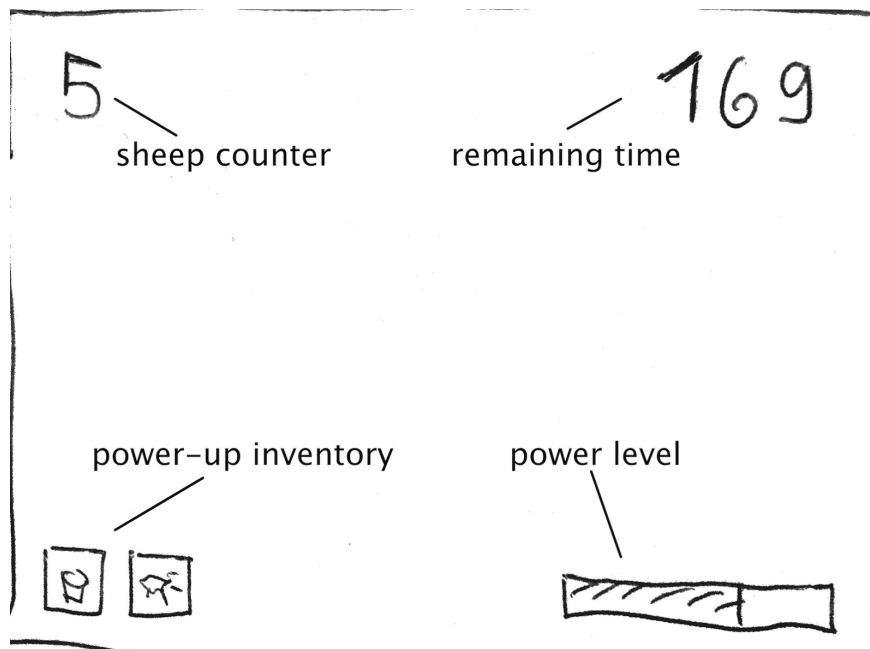 5
169
sheep counter
remaining time
power-up inventory
power level